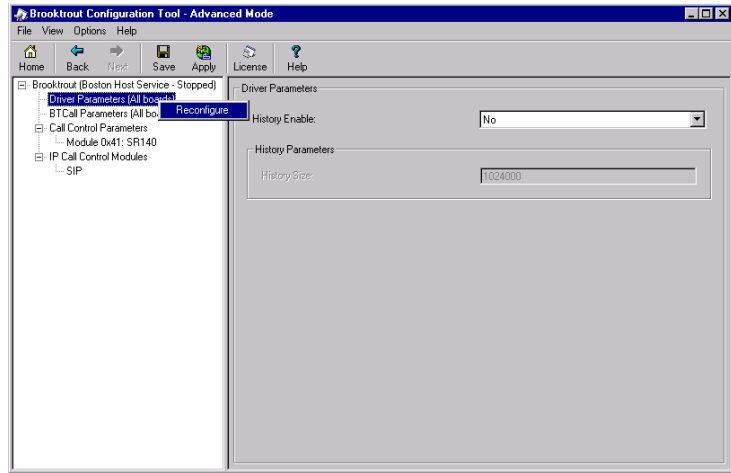 Brooktrout Configuration Tool - Advanced Mode
File View Options Help
Home Back Next Save Apply License Help
Brooktrout (Boston Host Service - Stopped)
Driver Parameters (All boards)
BTCall Parameters (All bo
Reconfigure
Call Control Parameters
Module 0x41: SR140
IP Call Control Modules
SIP
Driver Parameters
History Enable: No
History Parameters
History Size: 1024000